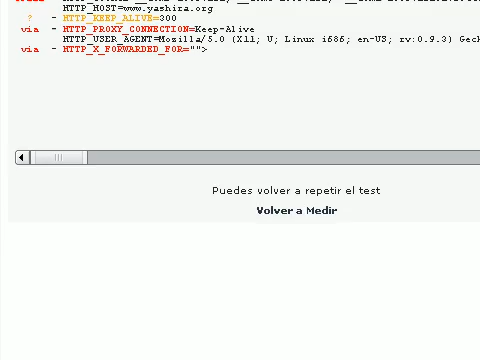 HTTP_HOST=www.yashira.org
? - HTTP_KEEP_ALIVE=300
via - HTTP_PROXY_CONNECTION=Keep-Alive
HTTP_USER_AGENT=Mozilla/5.0 (X11; U; Linux i686; en-US; rv:0.9.3) Geck
via - HTTP_X_FORWARDED_FOR="">
Puedes volver a repetir el test
Volver a Medir